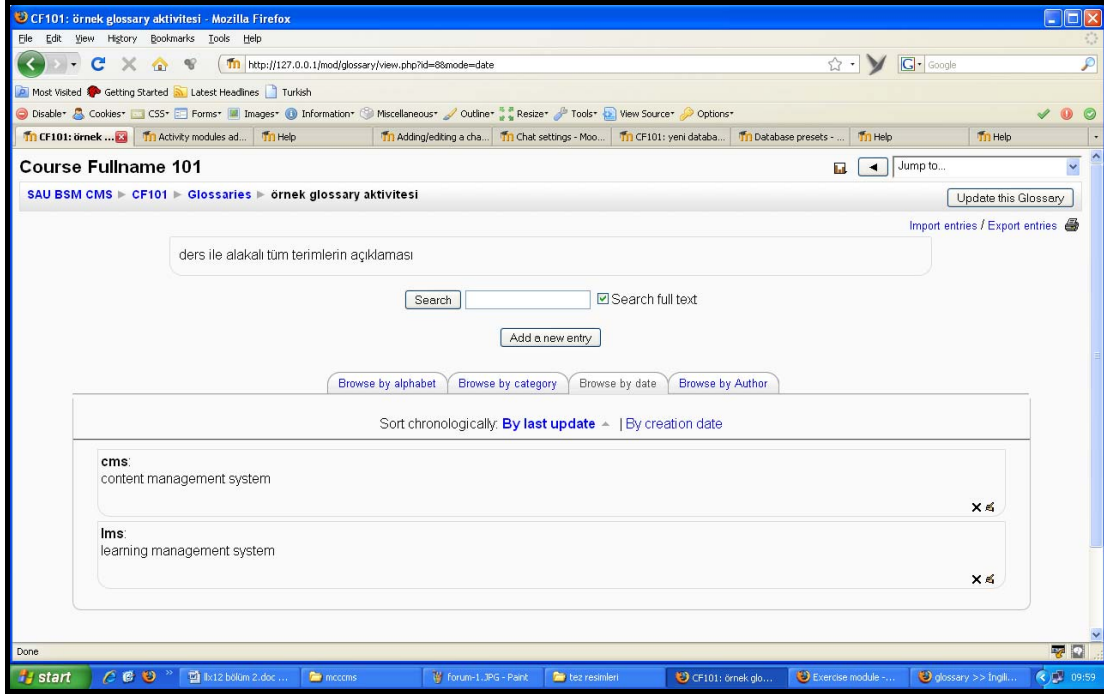 CF101: örnek glossary aktivitesi - Mozilla Firefox
File Edit View History Bookmarks Tools Help
http://127.0.0.1/mod/glossary/view.php?id=8&mode=date
Google
Most Visited Getting Started Latest Headlines Turkish
Disable Cookies CSS Forms Images Information Miscellaneous Outline Resize Tools View Source Options
CF101: örnek ... Activity modules ad... Help Adding/editing a cha... Chat settings - Moo... CF101: yeni databa... Database presets - ... Help Help
Course Fullname 101
Jump to...
SAU BSM CMS ► CF101 ► Glossaries ► örnek glossary aktivitesi
Update this Glossary
Import entries / Export entries
ders ile alakalı tüm terimlerin açıklaması
Search Search full text
Add a new entry
Browse by alphabet Browse by category Browse by date Browse by Author
Sort chronologically: By last update | By creation date
cms:
content management system
lms:
learning management system
Done
start llx12 bölüm 2.doc ... mcccms forum-1.JPG - Paint tez resimleri CF101: örnek glo... Exercise module -... glossary >> İngili... 09:59